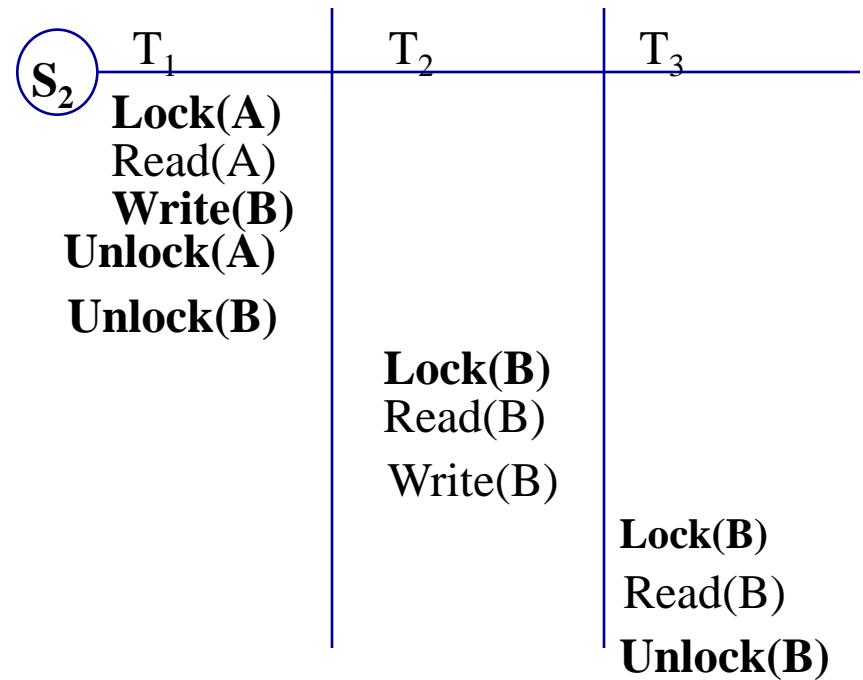 S₂ T₁ T₂ T₃
Lock(A)
Read(A)
Write(B)
Unlock(A)
Unlock(B)
Lock(B)
Read(B)
Write(B)
Lock(B)
Read(B)
Unlock(B)